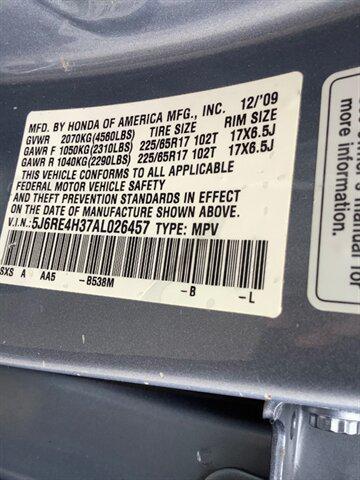 MFD. BY HONDA OF AMERICA MFG., INC. 12/'09
GVWR 2070KG(4580LBS) TIRE SIZE RIM SIZE
GAWR F 1050KG(2310LBS) 225/65R17 102T 17X6.5J
GAWR R 1040KG(2290LBS) 225/65R17 102T 17X6.5J
THIS VEHICLE CONFORMS TO ALL APPLICABLE
FEDERAL MOTOR VEHICLE SAFETY
& THEFT PREVENTION STANDARDS IN EFFECT
ON THE DATE OF MANUFACTURE SHOWN ABOVE.
V.I.N.: 5J6RE4H37AL026457 TYPE: MPV
SXS A AA5 -B538M -B -L
information.
see owner's
manual for